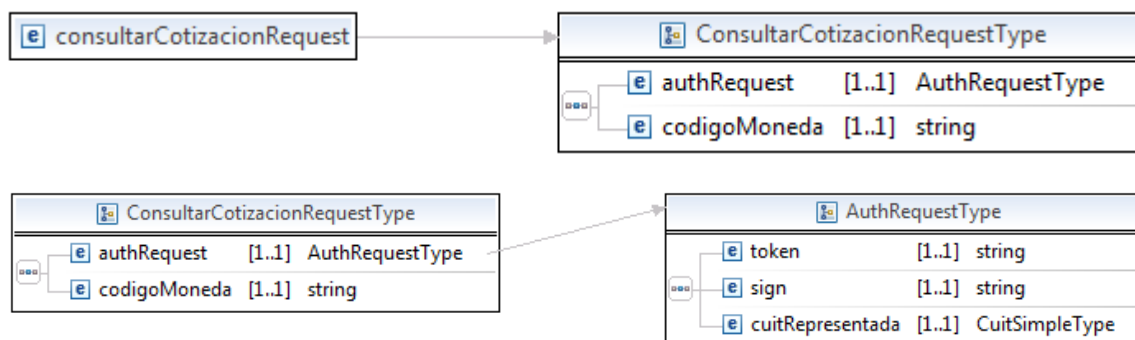 consultarCotizacionRequest
ConsultarCotizacionRequestType
authRequest [1..1] AuthRequestType
codigoMoneda [1..1] string
ConsultarCotizacionRequestType
authRequest [1..1] AuthRequestType
codigoMoneda [1..1] string
AuthRequestType
token [1..1] string
sign [1..1] string
cuitRepresentada [1..1] CuitSimpleType